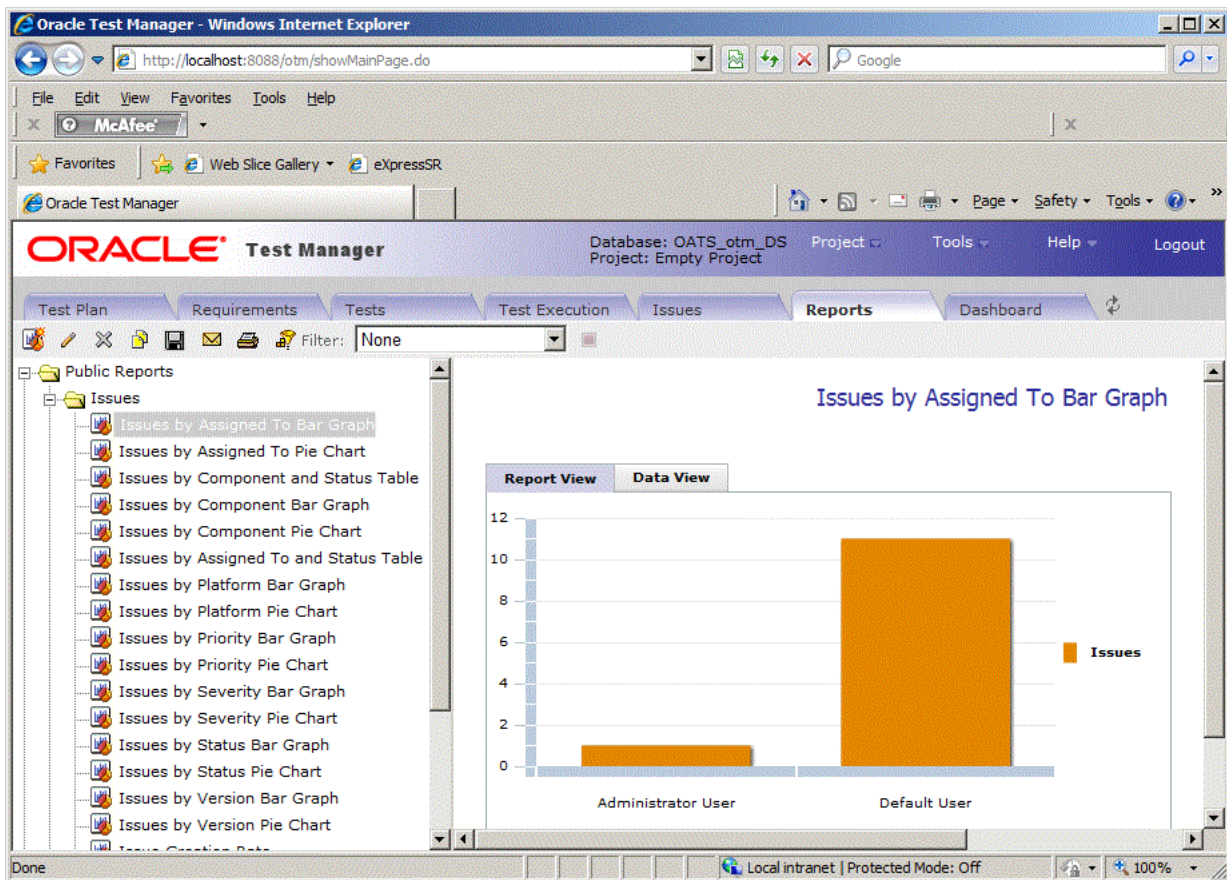 Oracle Test Manager - Windows Internet Explorer
http://localhost:8088/otm/showMainPage.do
Google
File Edit View Favorites Tools Help
McAfee
Favorites Web Slice Gallery eXpressSR
Oracle Test Manager
Page Safety Tools »
ORACLE Test Manager
Database: OATS_otm_DS
Project: Empty Project
Project Tools Help Logout
Test Plan Requirements Tests Test Execution Issues Reports Dashboard
Filter: None
Public Reports
Issues
Issues by Assigned To Bar Graph
Issues by Assigned To Pie Chart
Issues by Component and Status Table
Issues by Component Bar Graph
Issues by Component Pie Chart
Issues by Assigned To and Status Table
Issues by Platform Bar Graph
Issues by Platform Pie Chart
Issues by Priority Bar Graph
Issues by Priority Pie Chart
Issues by Severity Bar Graph
Issues by Severity Pie Chart
Issues by Status Bar Graph
Issues by Status Pie Chart
Issues by Version Bar Graph
Issues by Version Pie Chart
Issues by Assigned To Bar Graph
Report View Data View
12
10
8
6
4
2
0
Administrator User Default User
Issues
Done
Local intranet | Protected Mode: Off
100%